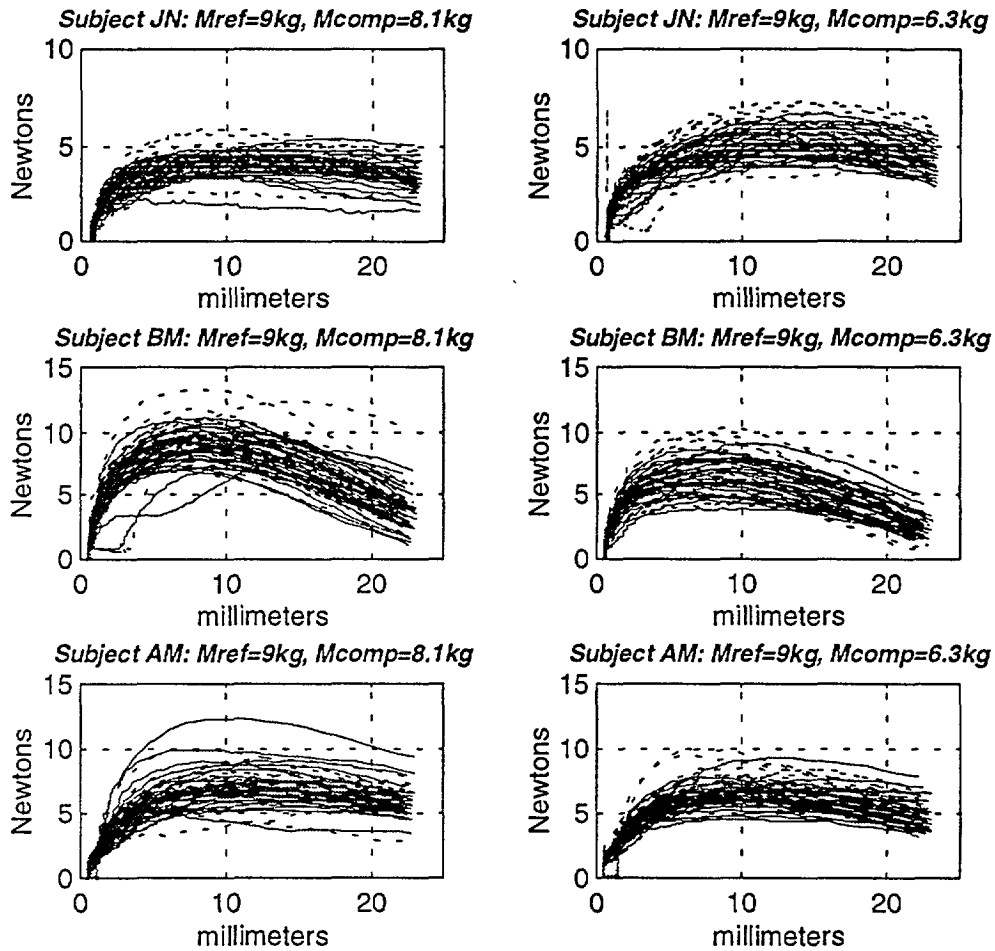 Subject JN: Mref=9kg, Mcomp=8.1kg
10
5
0
Newtons
0 10 20
millimeters
Subject JN: Mref=9kg, Mcomp=6.3kg
10
5
0
Newtons
0 10 20
millimeters
Subject BM: Mref=9kg, Mcomp=8.1kg
15
10
5
0
Newtons
0 10 20
millimeters
Subject BM: Mref=9kg, Mcomp=6.3kg
15
10
5
0
Newtons
0 10 20
millimeters
Subject AM: Mref=9kg, Mcomp=8.1kg
15
10
5
0
Newtons
0 10 20
millimeters
Subject AM: Mref=9kg, Mcomp=6.3kg
15
10
5
0
Newtons
0 10 20
millimeters